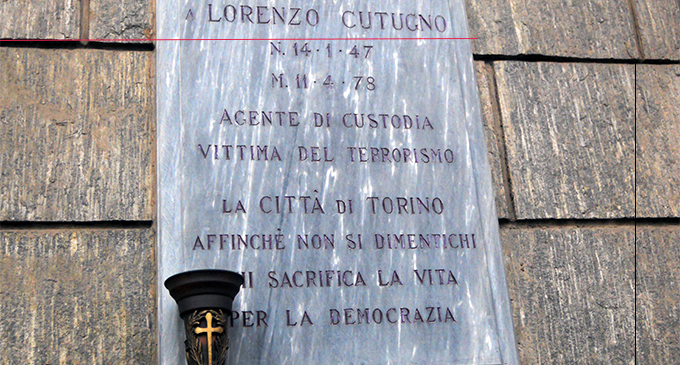 A LORENZO CUTUGNO
N. 14·1·47
M. 11·4·78
AGENTE DI CUSTODIA
VITTIMA DEL TERRORISMO
LA CITTÀ DI TORINO
AFFINCHÈ NON SI DIMENTICHI
CHI SACRIFICA LA VITA
PER LA DEMOCRAZIA